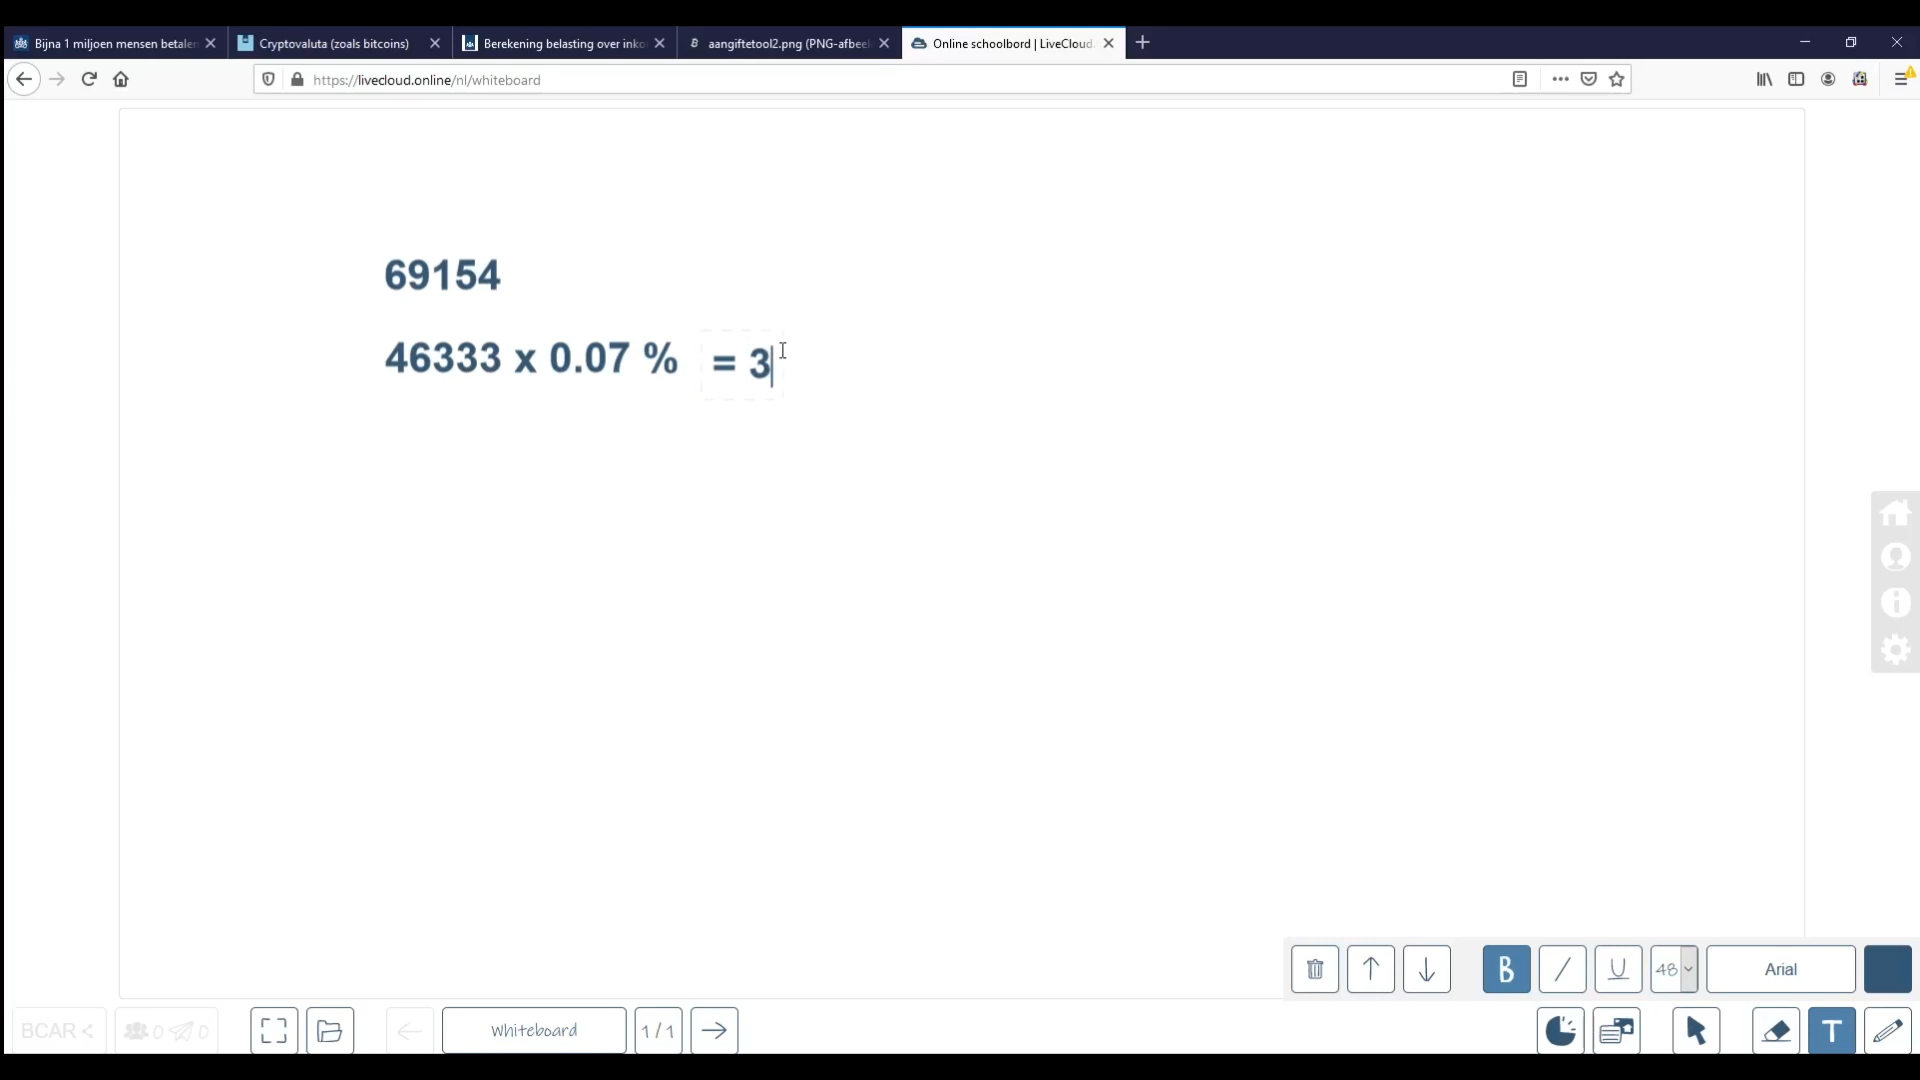 Bijna 1 miljoen mensen betalen
Cryptovaluta (zoals bitcoins)
Berekening belasting over inko
aangiftetool2.png (PNG-afbeel
Online schoolbord | LiveCloud.
https://livecloud.online/nl/whiteboard
69154
46333 x 0.07 % = 3
B
U
48
Arial
BCAR
0
0
Whiteboard
1 / 1
T